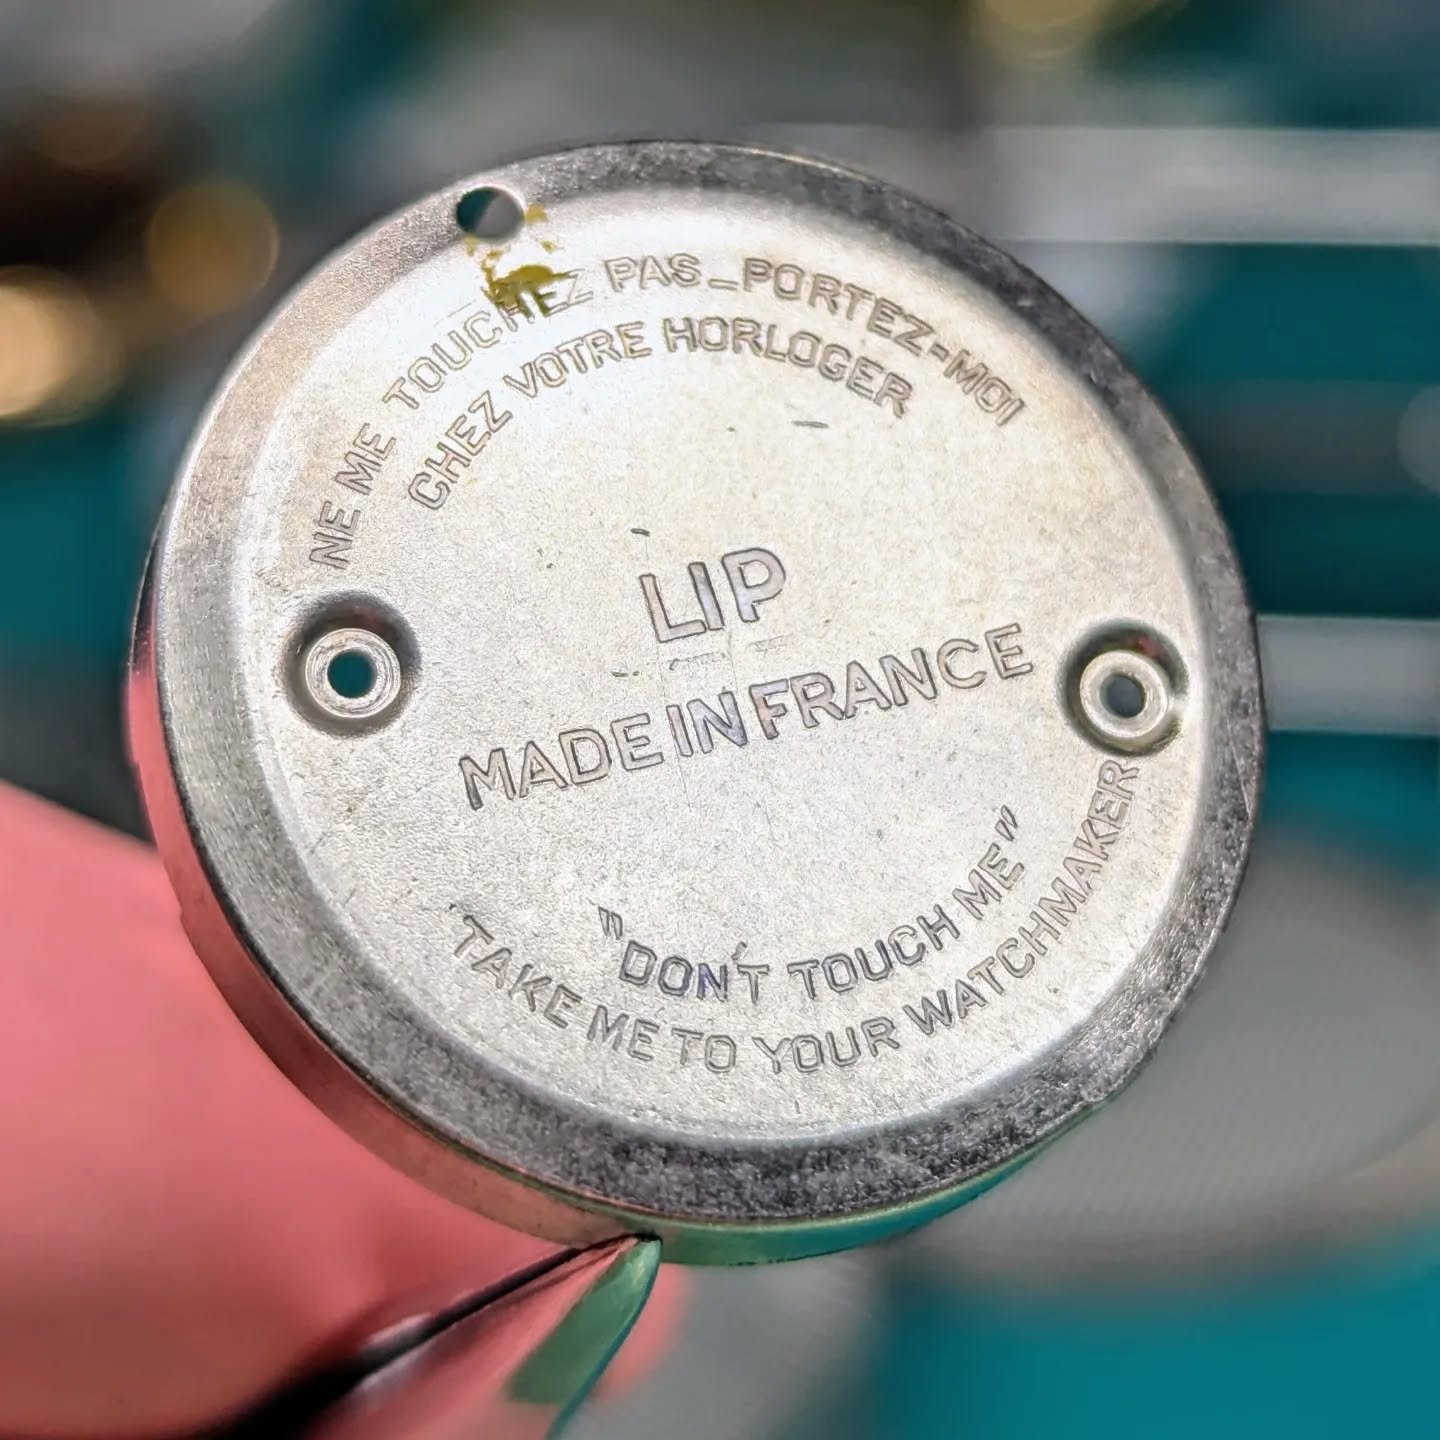 NE ME TOUCHEZ PAS_PORTEZ-MOI
CHEZ VOTRE HORLOGER
LIP
MADE IN FRANCE
"DON'T TOUCH ME"
TAKE ME TO YOUR WATCHMAKER